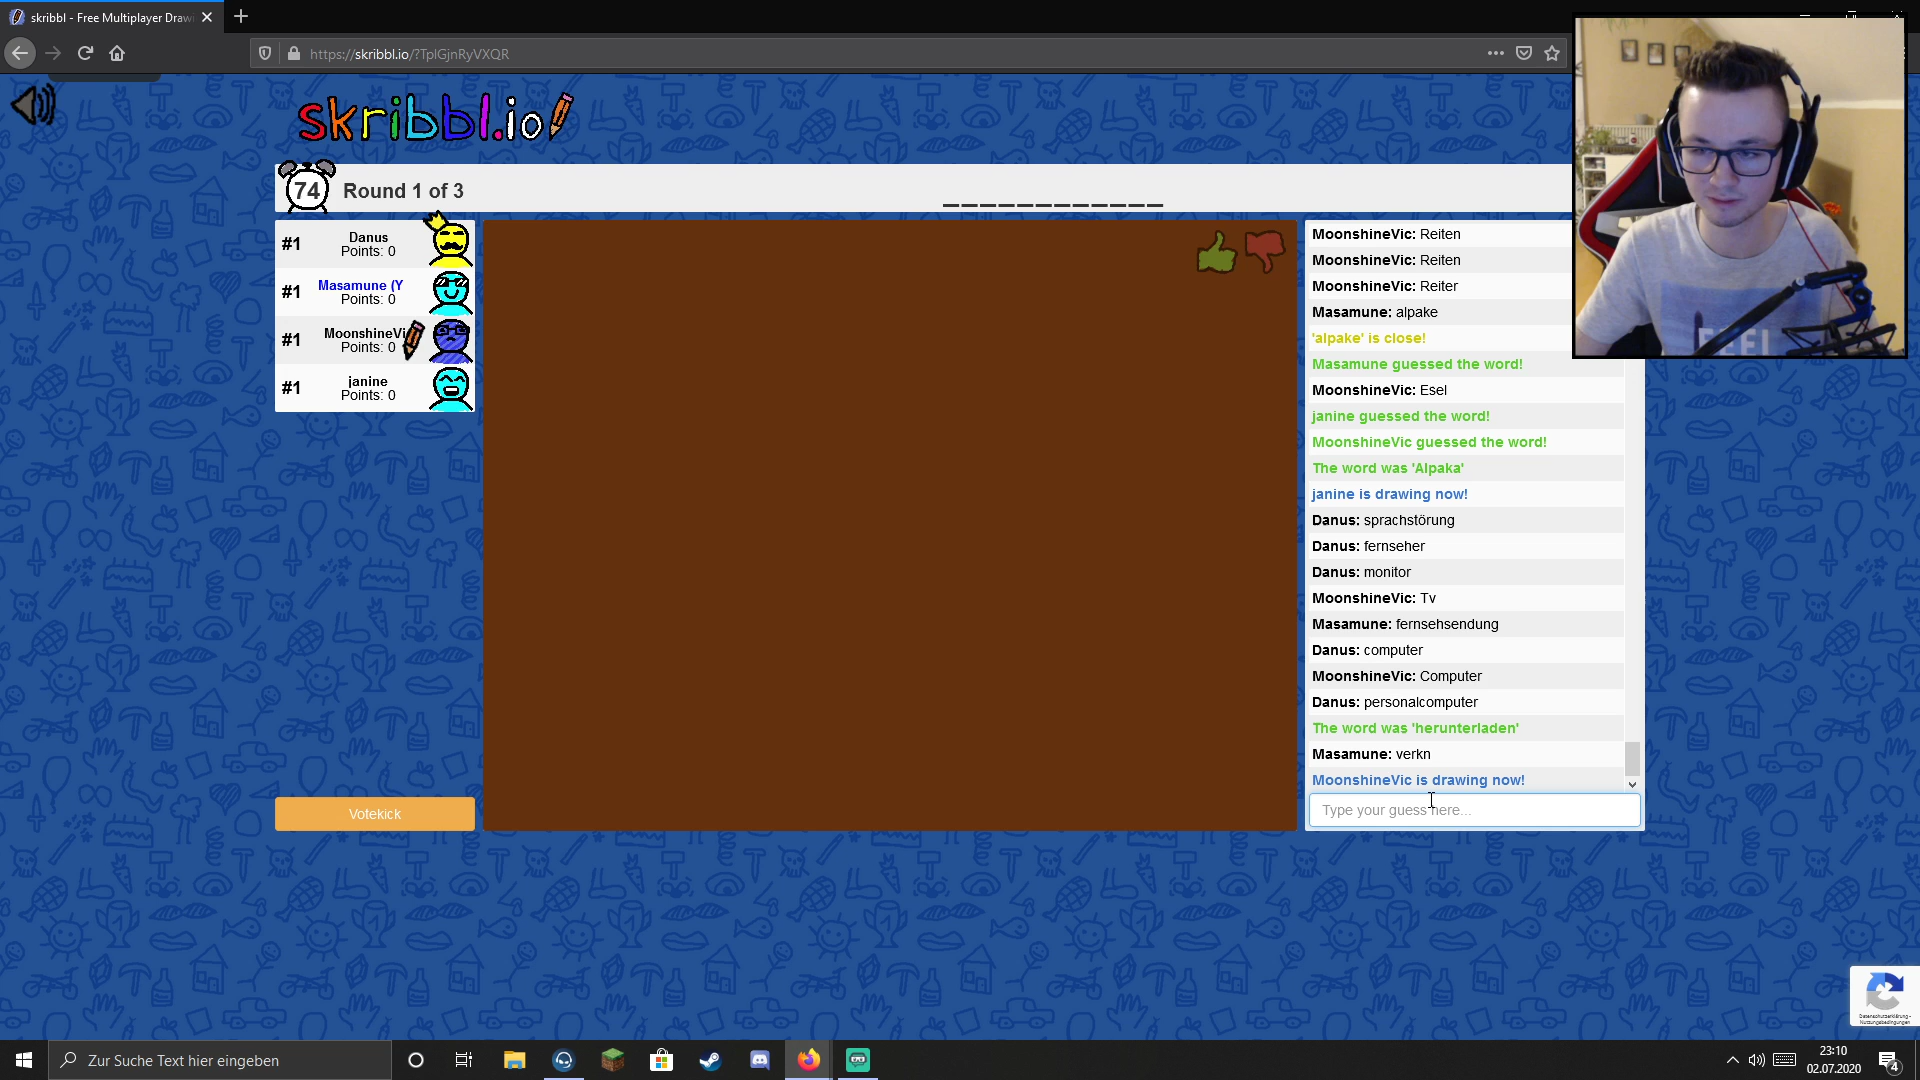 skribbl - Free Multiplayer Draw
https://skribbl.io/?TplGjnRyVXQR
skribbl.io
74
Round 1 of 3
____________
#1
Danus
Points: 0
#1
Masamune (Y
Points: 0
#1
MoonshineVi
Points: 0
#1
janine
Points: 0
Votekick
MoonshineVic: Reiten
MoonshineVic: Reiten
MoonshineVic: Reiter
Masamune: alpake
'alpake' is close!
Masamune guessed the word!
MoonshineVic: Esel
janine guessed the word!
MoonshineVic guessed the word!
The word was 'Alpaka'
janine is drawing now!
Danus: sprachstörung
Danus: fernseher
Danus: monitor
MoonshineVic: Tv
Masamune: fernsehsendung
Danus: computer
MoonshineVic: Computer
Danus: personalcomputer
The word was 'herunterladen'
Masamune: verkn
MoonshineVic is drawing now!
Type your guess here...
FEEL
Datenschutzerklärung -
Nutzungsbedingungen
Zur Suche Text hier eingeben
23:10
02.07.2020
4